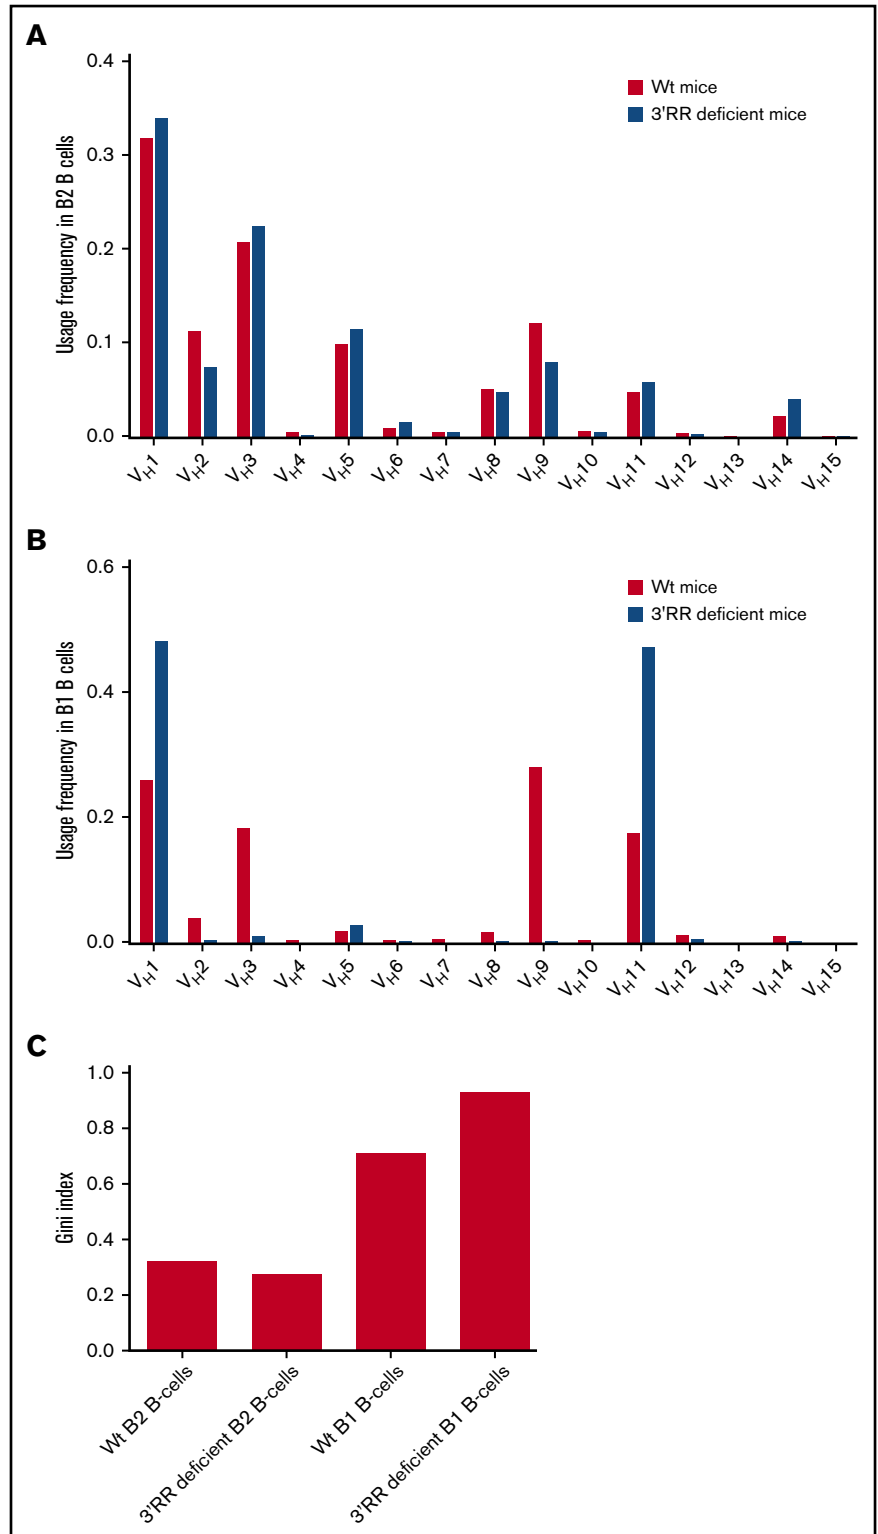 A
Usage frequency in B2 B cells
0.4
0.3
0.2
0.1
0.0
Wt mice
3'RR deficient mice
VH1 VH2 VH3 VH4 VH5 VH6 VH7 VH8 VH9 VH10 VH11 VH12 VH13 VH14 VH15
B
Usage frequency in B1 B cells
0.6
0.4
0.2
0.0
Wt mice
3'RR deficient mice
VH1 VH2 VH3 VH4 VH5 VH6 VH7 VH8 VH9 VH10 VH11 VH12 VH13 VH14 VH15
C
Gini index
1.0
0.8
0.6
0.4
0.2
0.0
Wt B2 B-cells
3'RR deficient B2 B-cells
Wt B1 B-cells
3'RR deficient B1 B-cells